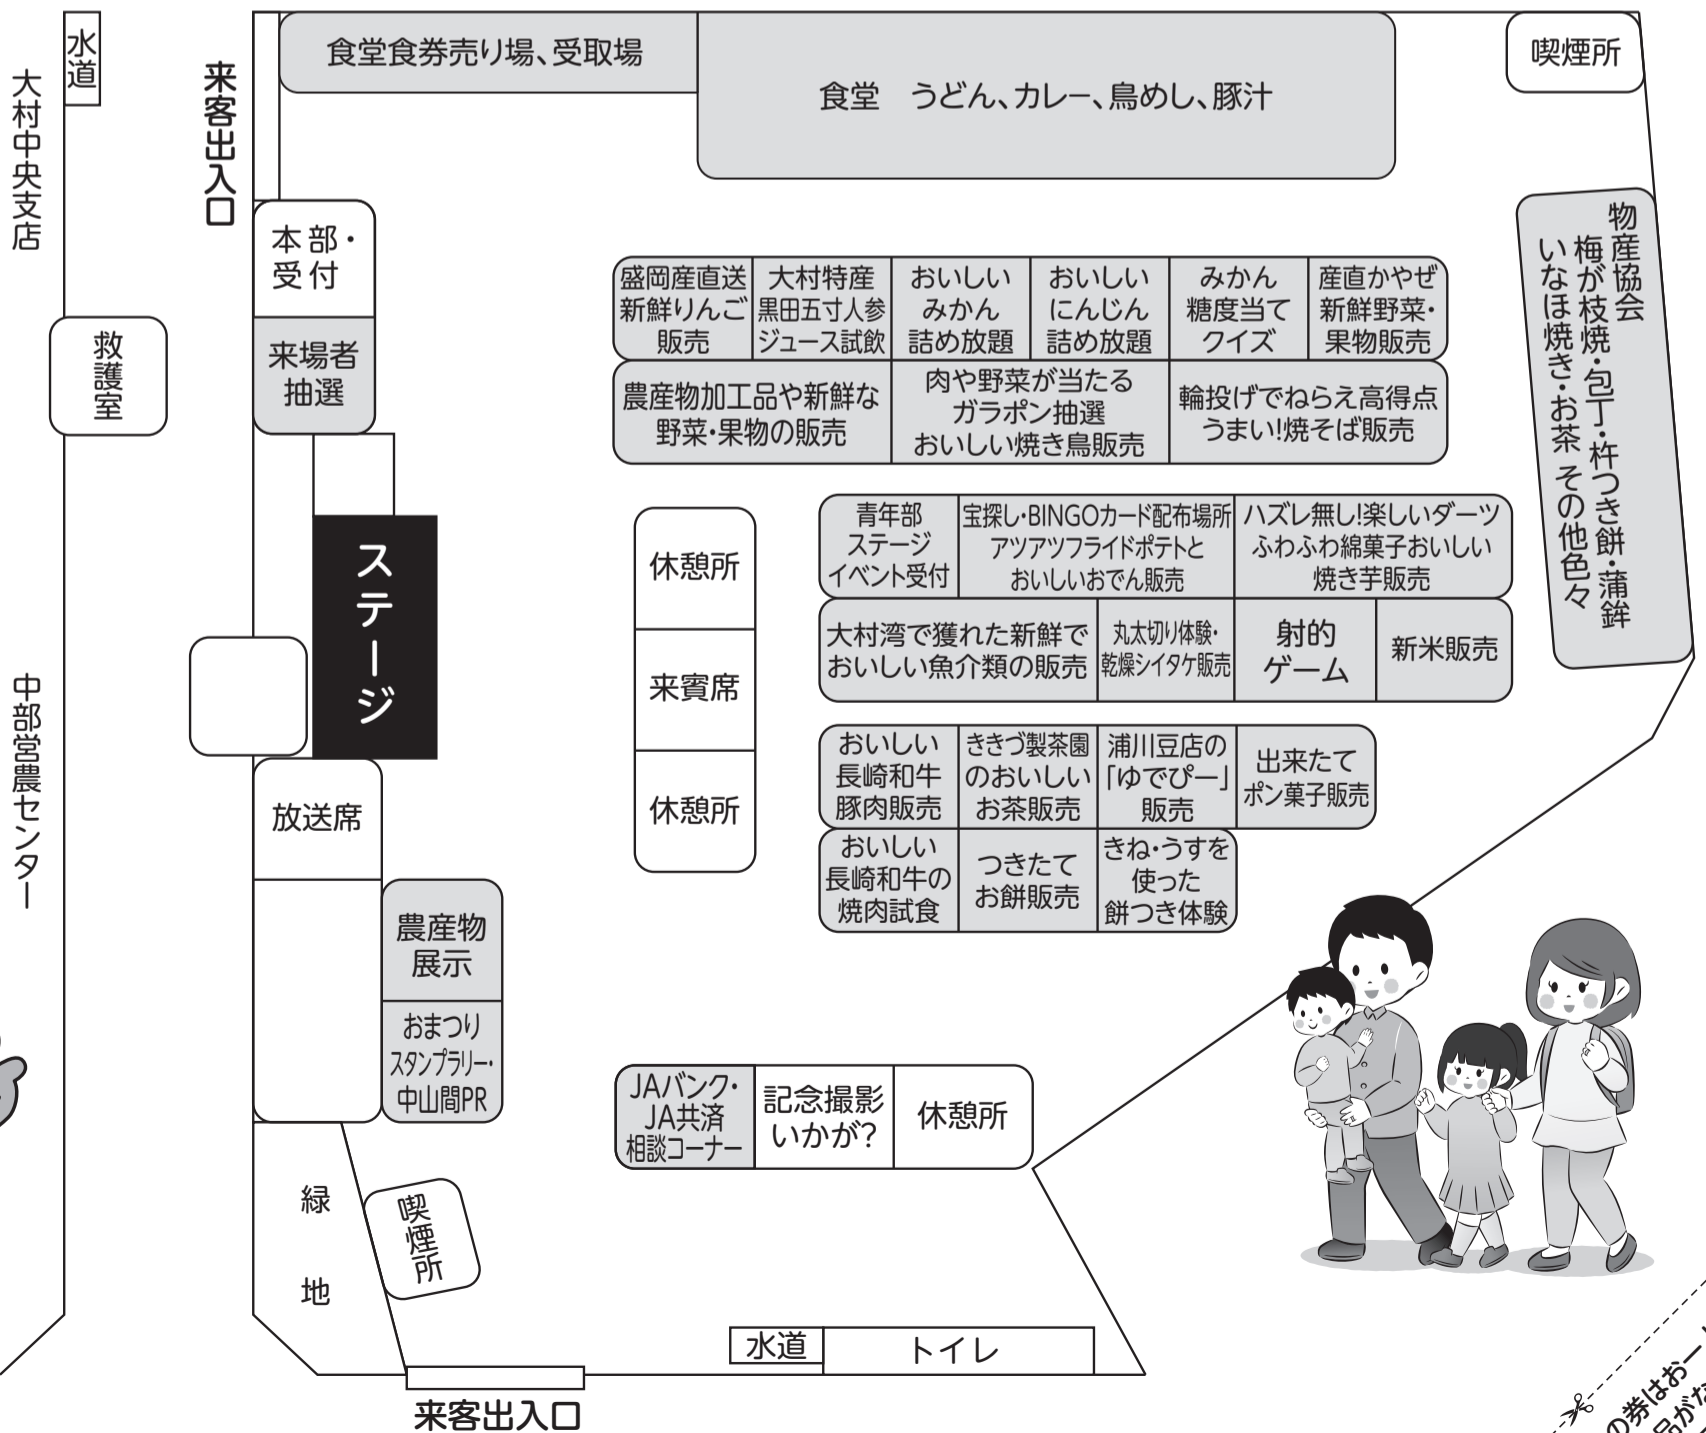 水道
大村中央支店
来客出入口
食堂食券売り場、受取場
食堂　うどん、カレー、鳥めし、豚汁
喫煙所
本部・
受付
来場者
抽選
救護室
盛岡産直送
新鮮りんご
販売
大村特産
黒田五寸人参
ジュース試飲
おいしい
みかん
詰め放題
おいしい
にんじん
詰め放題
みかん
糖度当て
クイズ
産直かやぜ
新鮮野菜・
果物販売
農産物加工品や新鮮な
野菜・果物の販売
肉や野菜が当たる
ガラポン抽選
おいしい焼き鳥販売
輪投げでねらえ高得点
うまい!焼そば販売
物産協会
梅が枝焼・包丁・杵つき餅・蒲鉾
いなほ焼き・お茶 その他色々
ステージ
休憩所
来賓席
休憩所
青年部
ステージ
イベント受付
宝探し・BINGOカード配布場所
アツアツフライドポテトと
おいしいおでん販売
ハズレ無し!楽しいダーツ
ふわふわ綿菓子おいしい
焼き芋販売
大村湾で獲れた新鮮で
おいしい魚介類の販売
丸太切り体験・
乾燥シイタケ販売
射的
ゲーム
新米販売
中部営農センター
放送席
おいしい
長崎和牛
豚肉販売
ききづ製茶園
のおいしい
お茶販売
浦川豆店の
「ゆでぴー」
販売
出来たて
ポン菓子販売
おいしい
長崎和牛の
焼肉試食
つきたて
お餅販売
きね・うすを
使った
餅つき体験
農産物
展示
おまつり
スタンプラリー・
中山間PR
JAバンク・
JA共済
相談コーナー
記念撮影
いかが?
休憩所
緑地
喫煙所
水道
トイレ
来客出入口
の券はお一
品がな